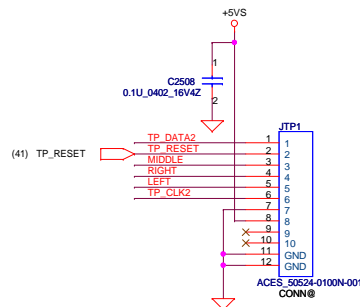 +5VS
1
C2508
0.1U_0402_16V4Z
2
JTP1
TP_DATA2 1 1
(41) TP_RESET TP_RESET 2 2
MIDDLE 3 3
RIGHT 4 4
LEFT 5 5
TP_CLK2 6 6
7 7
8 8
9 9
10 10
11 GND
12 GND
ACES_50524-0100N-001
CONN@